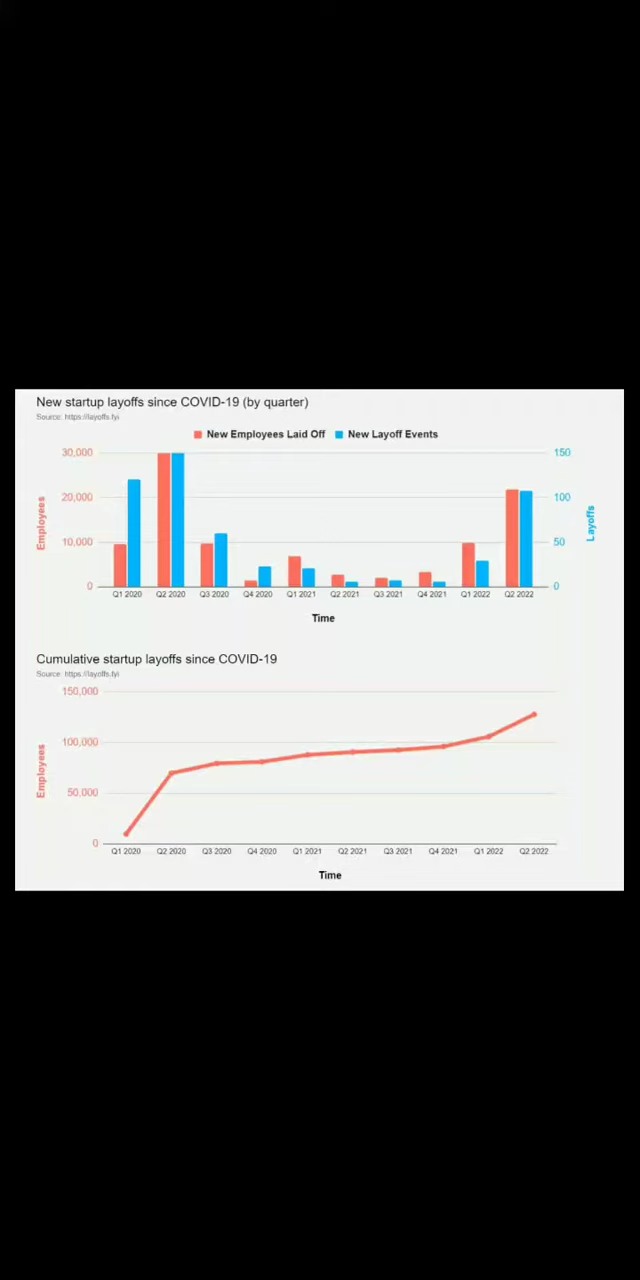 New startup layoffs since COVID-19 (by quarter)
Source: https://layoffs.fyi
New Employees Laid Off New Layoff Events
30,000 150
20,000 100
10,000 50
0 0
Employees
Layoffs
Q1 2020 Q2 2020 Q3 2020 Q4 2020 Q1 2021 Q2 2021 Q3 2021 Q4 2021 Q1 2022 Q2 2022
Time
Cumulative startup layoffs since COVID-19
Source: https://layoffs.fyi
150,000
100,000
50,000
0
Employees
Q1 2020 Q2 2020 Q3 2020 Q4 2020 Q1 2021 Q2 2021 Q3 2021 Q4 2021 Q1 2022 Q2 2022
Time